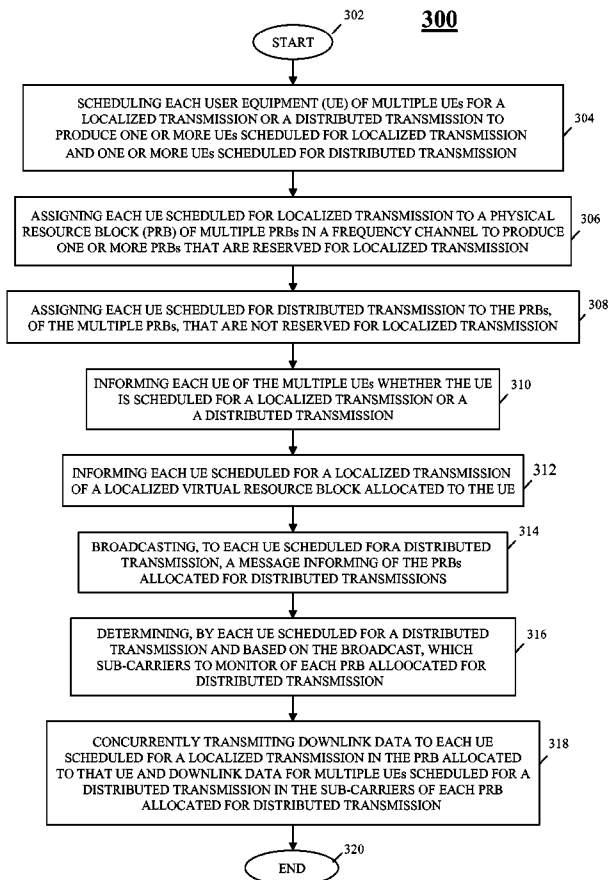 300
302
START
SCHEDULING EACH USER EQUIPMENT (UE) OF MULTIPLE UEs FOR A
LOCALIZED TRANSMISSION OR A DISTRIBUTED TRANSMISSION TO
PRODUCE ONE OR MORE UEs SCHEDULED FOR LOCALIZED TRANSMISSION
AND ONE OR MORE UEs SCHEDULED FOR DISTRIBUTED TRANSMISSION
304
ASSIGNING EACH UE SCHEDULED FOR LOCALIZED TRANSMISSION TO A PHYSICAL
RESOURCE BLOCK (PRB) OF MULTIPLE PRBs IN A FREQUENCY CHANNEL TO PRODUCE
ONE OR MORE PRBs THAT ARE RESERVED FOR LOCALIZED TRANSMISSION
306
ASSIGNING EACH UE SCHEDULED FOR DISTRIBUTED TRANSMISSION TO THE PRBs,
OF THE MULTIPLE PRBs, THAT ARE NOT RESERVED FOR LOCALIZED TRANSMISSION
308
INFORMING EACH UE OF THE MULTIPLE UEs WHETHER THE UE
IS SCHEDULED FOR A LOCALIZED TRANSMISSION OR A
A DISTRIBUTED TRANSMISSION
310
INFORMING EACH UE SCHEDULED FOR A LOCALIZED TRANSMISSION
OF A LOCALIZED VIRTUAL RESOURCE BLOCK ALLOCATED TO THE UE
312
BROADCASTING, TO EACH UE SCHEDULED FORA DISTRIBUTED
TRANSMISSION, A MESSAGE INFORMING OF THE PRBs
ALLOCATED FOR DISTRIBUTED TRANSMISSIONS
314
DETERMINING, BY EACH UE SCHEDULED FOR A DISTRIBUTED
TRANSMISSION AND BASED ON THE BROADCAST, WHICH
SUB-CARRIERS TO MONITOR OF EACH PRB ALLOOCATED FOR
DISTRIBUTED TRANSMISSION
316
CONCURRENTLY TRANSMITING DOWNLINK DATA TO EACH UE
SCHEDULED FOR A LOCALIZED TRANSMISSION IN THE PRB ALLOCATED
TO THAT UE AND DOWNLINK DATA FOR MULTIPLE UEs SCHEDULED FOR A
DISTRIBUTED TRANSMISSION IN THE SUB-CARRIERS OF EACH PRB
ALLOCATED FOR DISTRIBUTED TRANSMISSION
318
320
END